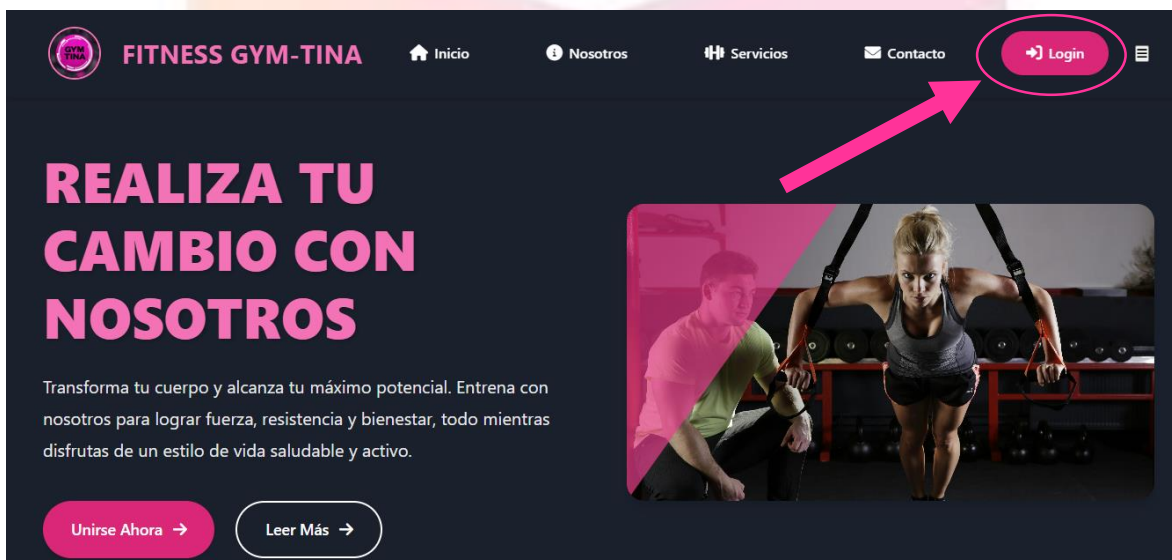 GYM
TINA
FITNESS GYM-TINA
Inicio
Nosotros
Servicios
Contacto
Login
REALIZA TU
CAMBIO CON
NOSOTROS
Transforma tu cuerpo y alcanza tu máximo potencial. Entrena con
nosotros para lograr fuerza, resistencia y bienestar, todo mientras
disfrutas de un estilo de vida saludable y activo.
Unirse Ahora →
Leer Más →